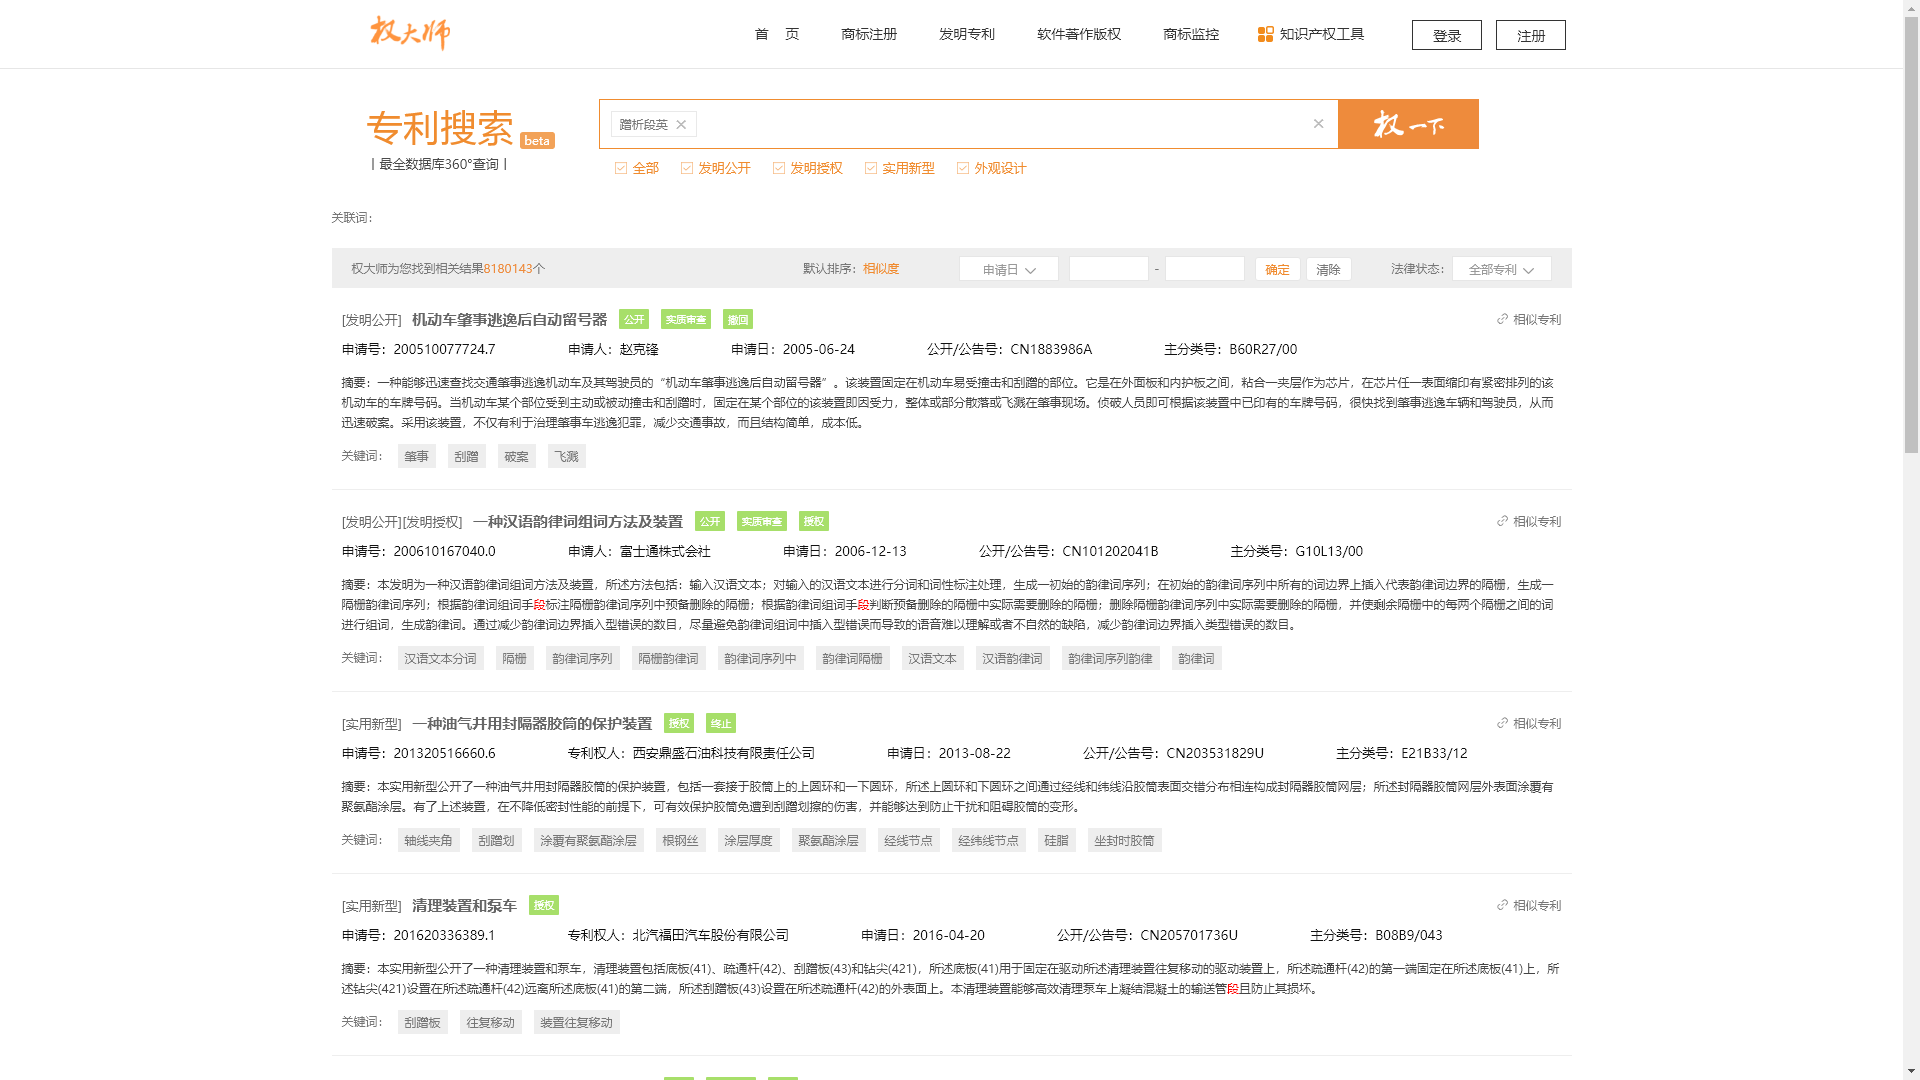 权大师 首 页 商标注册 发明专利 软件著作版权 商标监控 知识产权工具 登录 注册
专利搜索 beta
丨最全数据库360°查询丨
蹭析段英 权一下
全部 发明公开 发明授权 实用新型 外观设计
关联词：
权大师为您找到相关结果8180143个 默认排序：相似度 申请日 - 确定 清除 法律状态： 全部专利
[发明公开] 机动车肇事逃逸后自动留号器 公开 实质审查 撤回 相似专利
申请号：200510077724.7 申请人：赵克锋 申请日：2005-06-24 公开/公告号：CN1883986A 主分类号：B60R27/00
摘要：一种能够迅速查找交通肇事逃逸机动车及其驾驶员的“机动车肇事逃逸后自动留号器”。该装置固定在机动车易受撞击和刮蹭的部位。它是在外面板和内护板之间，粘合一夹层作为芯片，在芯片任一表面缩印有紧密排列的该
机动车的车牌号码。当机动车某个部位受到主动或被动撞击和刮蹭时，固定在某个部位的该装置即因受力，整体或部分散落或飞溅在肇事现场。侦破人员即可根据该装置中已印有的车牌号码，很快找到肇事逃逸车辆和驾驶员，从而
迅速破案。采用该装置，不仅有利于治理肇事车逃逸犯罪，减少交通事故，而且结构简单，成本低。
关键词： 肇事 刮蹭 破案 飞溅
[发明公开][发明授权] 一种汉语韵律词组词方法及装置 公开 实质审查 授权 相似专利
申请号：200610167040.0 申请人：富士通株式会社 申请日：2006-12-13 公开/公告号：CN101202041B 主分类号：G10L13/00
摘要：本发明为一种汉语韵律词组词方法及装置，所述方法包括：输入汉语文本；对输入的汉语文本进行分词和词性标注处理，生成一初始的韵律词序列；在初始的韵律词序列中所有的词边界上插入代表韵律词边界的隔栅，生成一
隔栅韵律词序列；根据韵律词组词手段标注隔栅韵律词序列中预备删除的隔栅；根据韵律词组词手段判断预备删除的隔栅中实际需要删除的隔栅；删除隔栅韵律词序列中实际需要删除的隔栅，并使剩余隔栅中的每两个隔栅之间的词
进行组词，生成韵律词。通过减少韵律词边界插入型错误的数目，尽量避免韵律词组词中插入型错误而导致的语音难以理解或者不自然的缺陷，减少韵律词边界插入类型错误的数目。
关键词： 汉语文本分词 隔栅 韵律词序列 隔栅韵律词 韵律词序列中 韵律词隔栅 汉语文本 汉语韵律词 韵律词序列韵律 韵律词
[实用新型] 一种油气井用封隔器胶筒的保护装置 授权 终止 相似专利
申请号：201320516660.6 专利权人：西安鼎盛石油科技有限责任公司 申请日：2013-08-22 公开/公告号：CN203531829U 主分类号：E21B33/12
摘要：本实用新型公开了一种油气井用封隔器胶筒的保护装置，包括一套接于胶筒上的上圆环和一下圆环，所述上圆环和下圆环之间通过经线和纬线沿胶筒表面交错分布相连构成封隔器胶筒网层；所述封隔器胶筒网层外表面涂覆有
聚氨酯涂层。有了上述装置，在不降低密封性能的前提下，可有效保护胶筒免遭到刮蹭划擦的伤害，并能够达到防止干扰和阻碍胶筒的变形。
关键词： 轴线夹角 刮蹭划 涂覆有聚氨酯涂层 根钢丝 涂层厚度 聚氨酯涂层 经线节点 经纬线节点 硅脂 坐封时胶筒
[实用新型] 清理装置和泵车 授权 相似专利
申请号：201620336389.1 专利权人：北汽福田汽车股份有限公司 申请日：2016-04-20 公开/公告号：CN205701736U 主分类号：B08B9/043
摘要：本实用新型公开了一种清理装置和泵车，清理装置包括底板(41)、疏通杆(42)、刮蹭板(43)和钻尖(421)，所述底板(41)用于固定在驱动所述清理装置往复移动的驱动装置上，所述疏通杆(42)的第一端固定在所述底板(41)上，所
述钻尖(421)设置在所述疏通杆(42)远离所述底板(41)的第二端，所述刮蹭板(43)设置在所述疏通杆(42)的外表面上。本清理装置能够高效清理泵车上凝结混凝土的输送管段且防止其损坏。
关键词： 刮蹭板 往复移动 装置往复移动